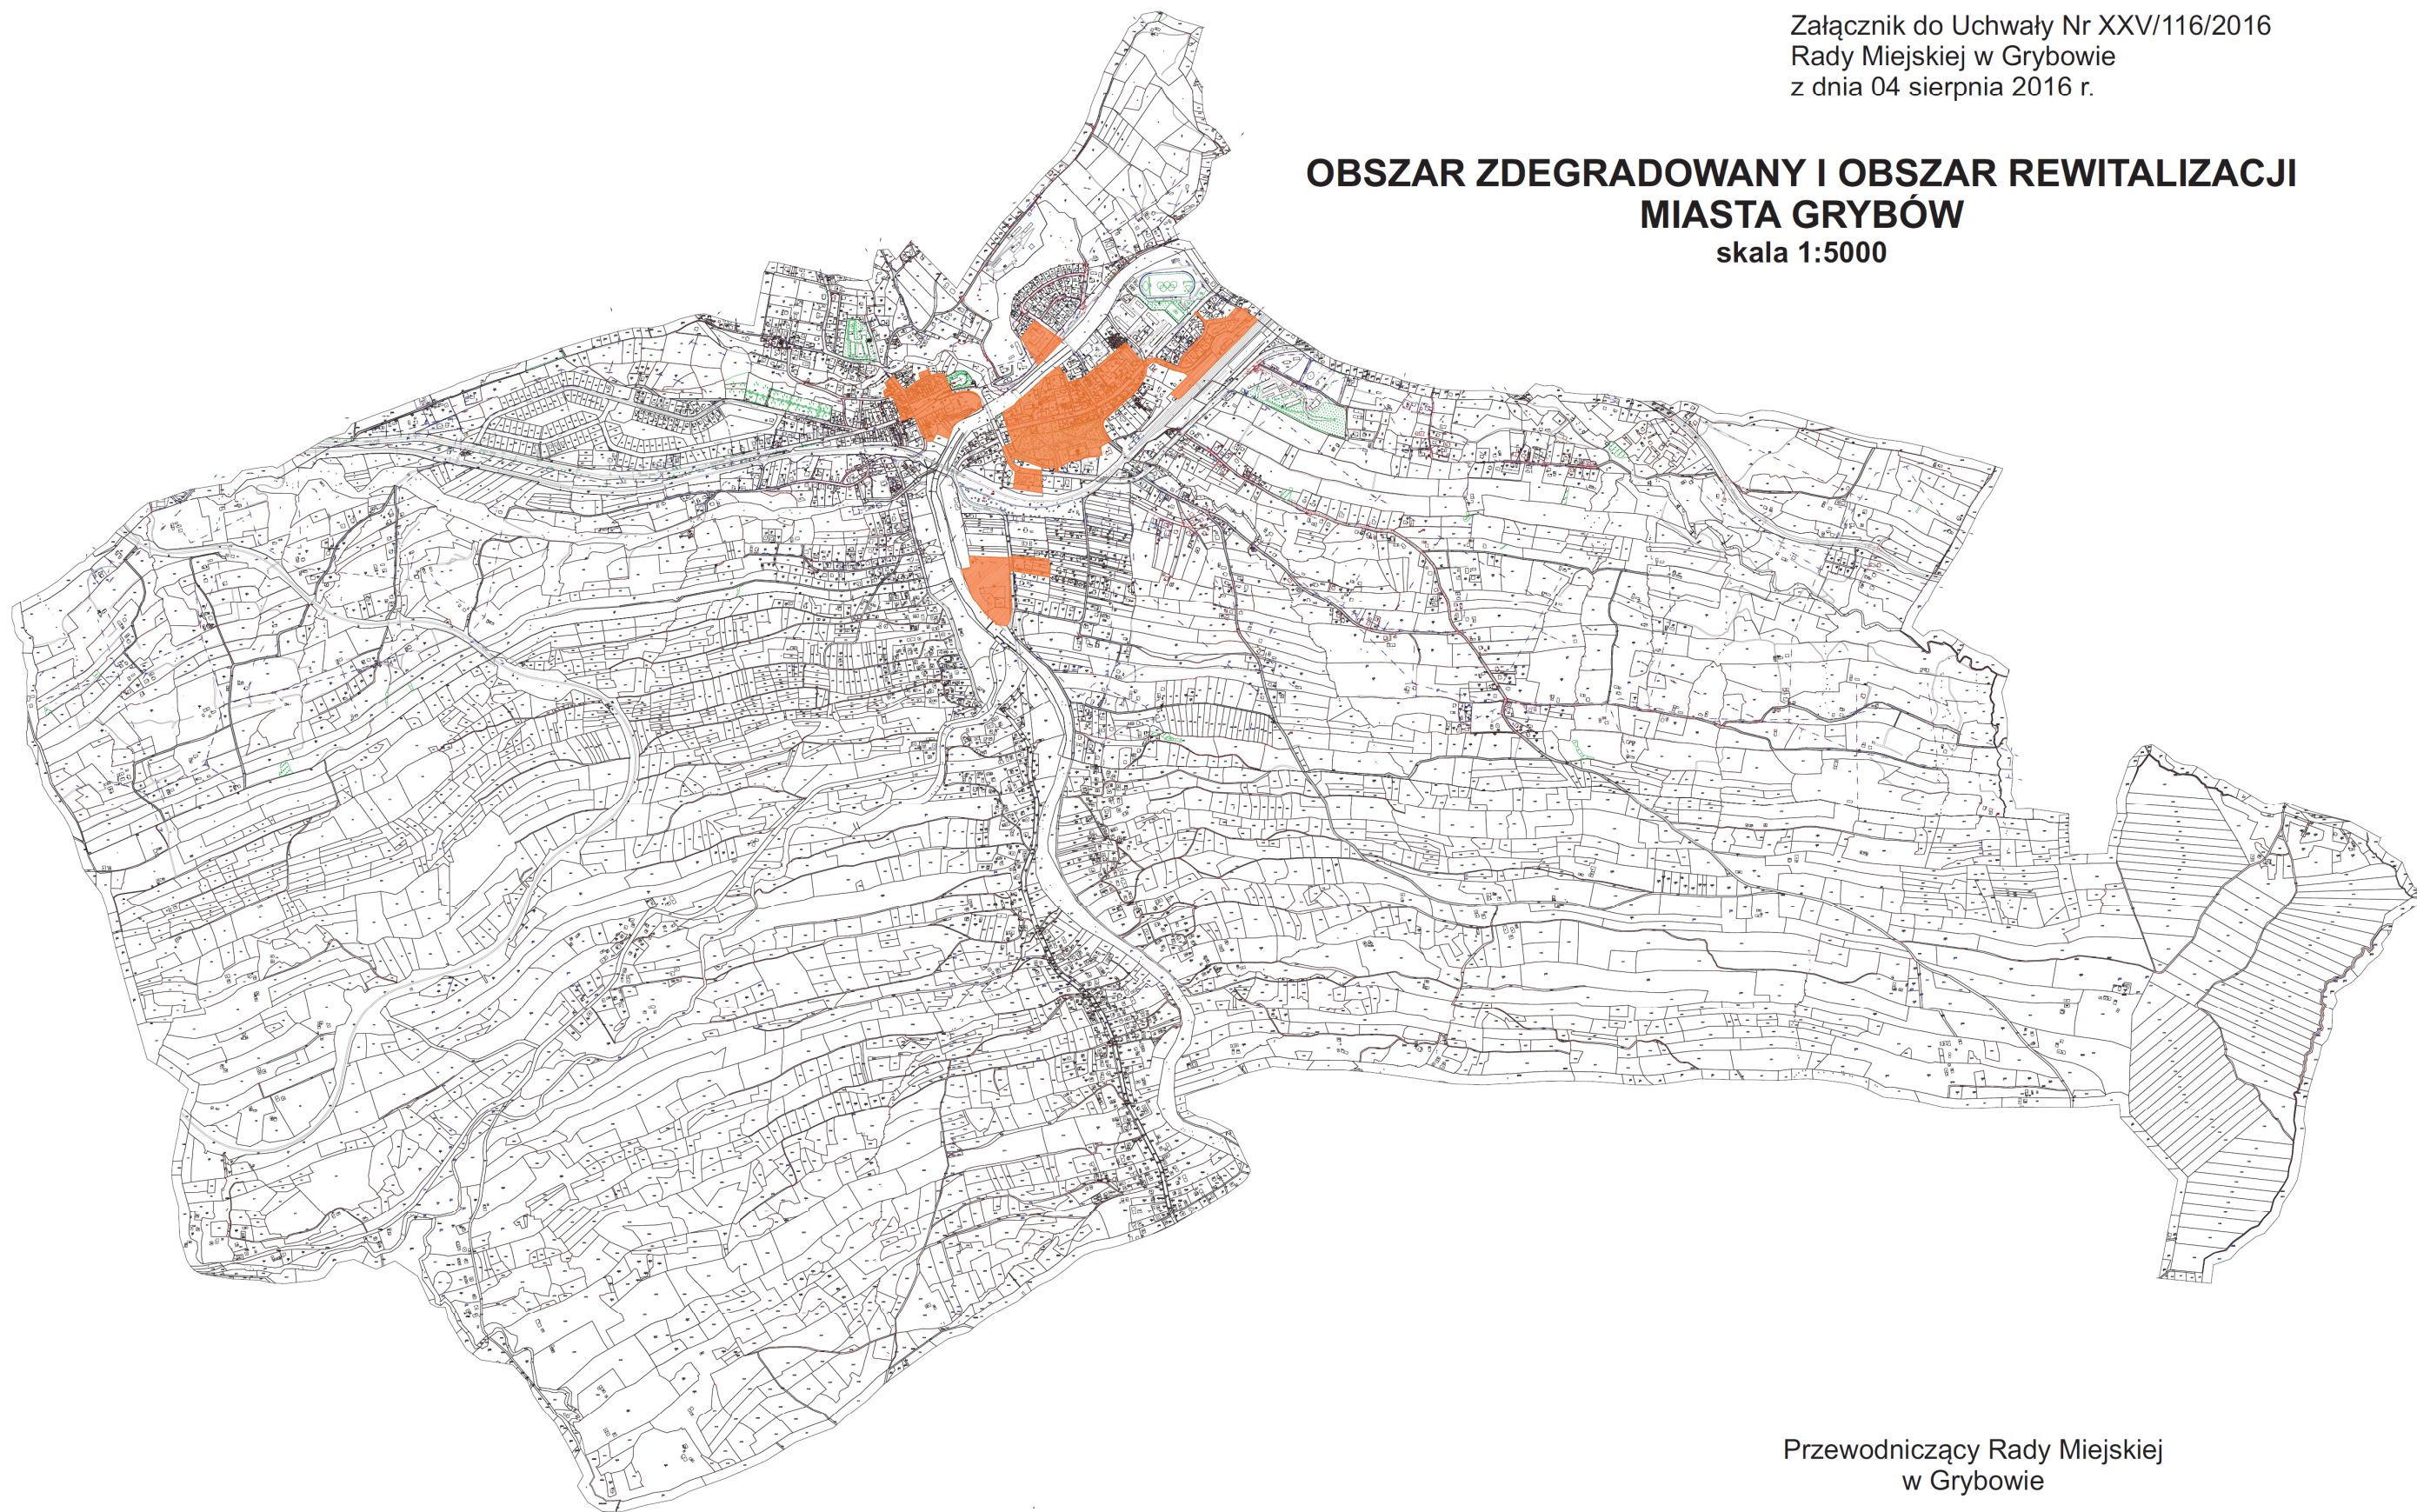 Załącznik do Uchwały Nr XXV/116/2016
Rady Miejskiej w Grybowie
z dnia 04 sierpnia 2016 r.
OBSZAR ZDEGRADOWANY I OBSZAR REWITALIZACJI
MIASTA GRYBÓW
skala 1:5000
Przewodniczący Rady Miejskiej
w Grybowie